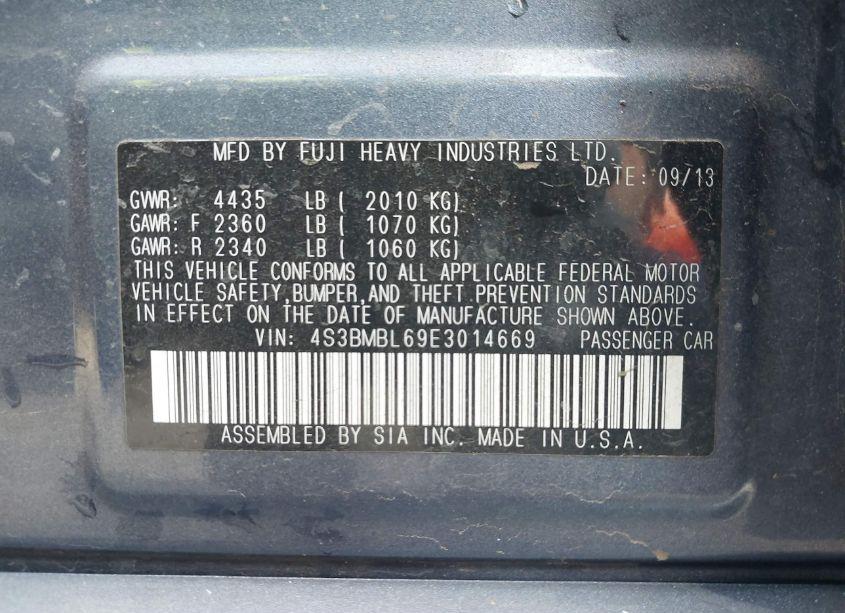 MFD BY FUJI HEAVY INDUSTRIES LTD.
DATE: 09/13
GVWR: 4435 LB ( 2010 KG)
GAWR: F 2360 LB ( 1070 KG)
GAWR: R 2340 LB ( 1060 KG)
THIS VEHICLE CONFORMS TO ALL APPLICABLE FEDERAL MOTOR
VEHICLE SAFETY,BUMPER,AND THEFT PREVENTION STANDARDS
IN EFFECT ON THE DATE OF MANUFACTURE SHOWN ABOVE.
VIN: 4S3BMBL69E3014669 PASSENGER CAR
ASSEMBLED BY SIA INC. MADE IN U.S.A.